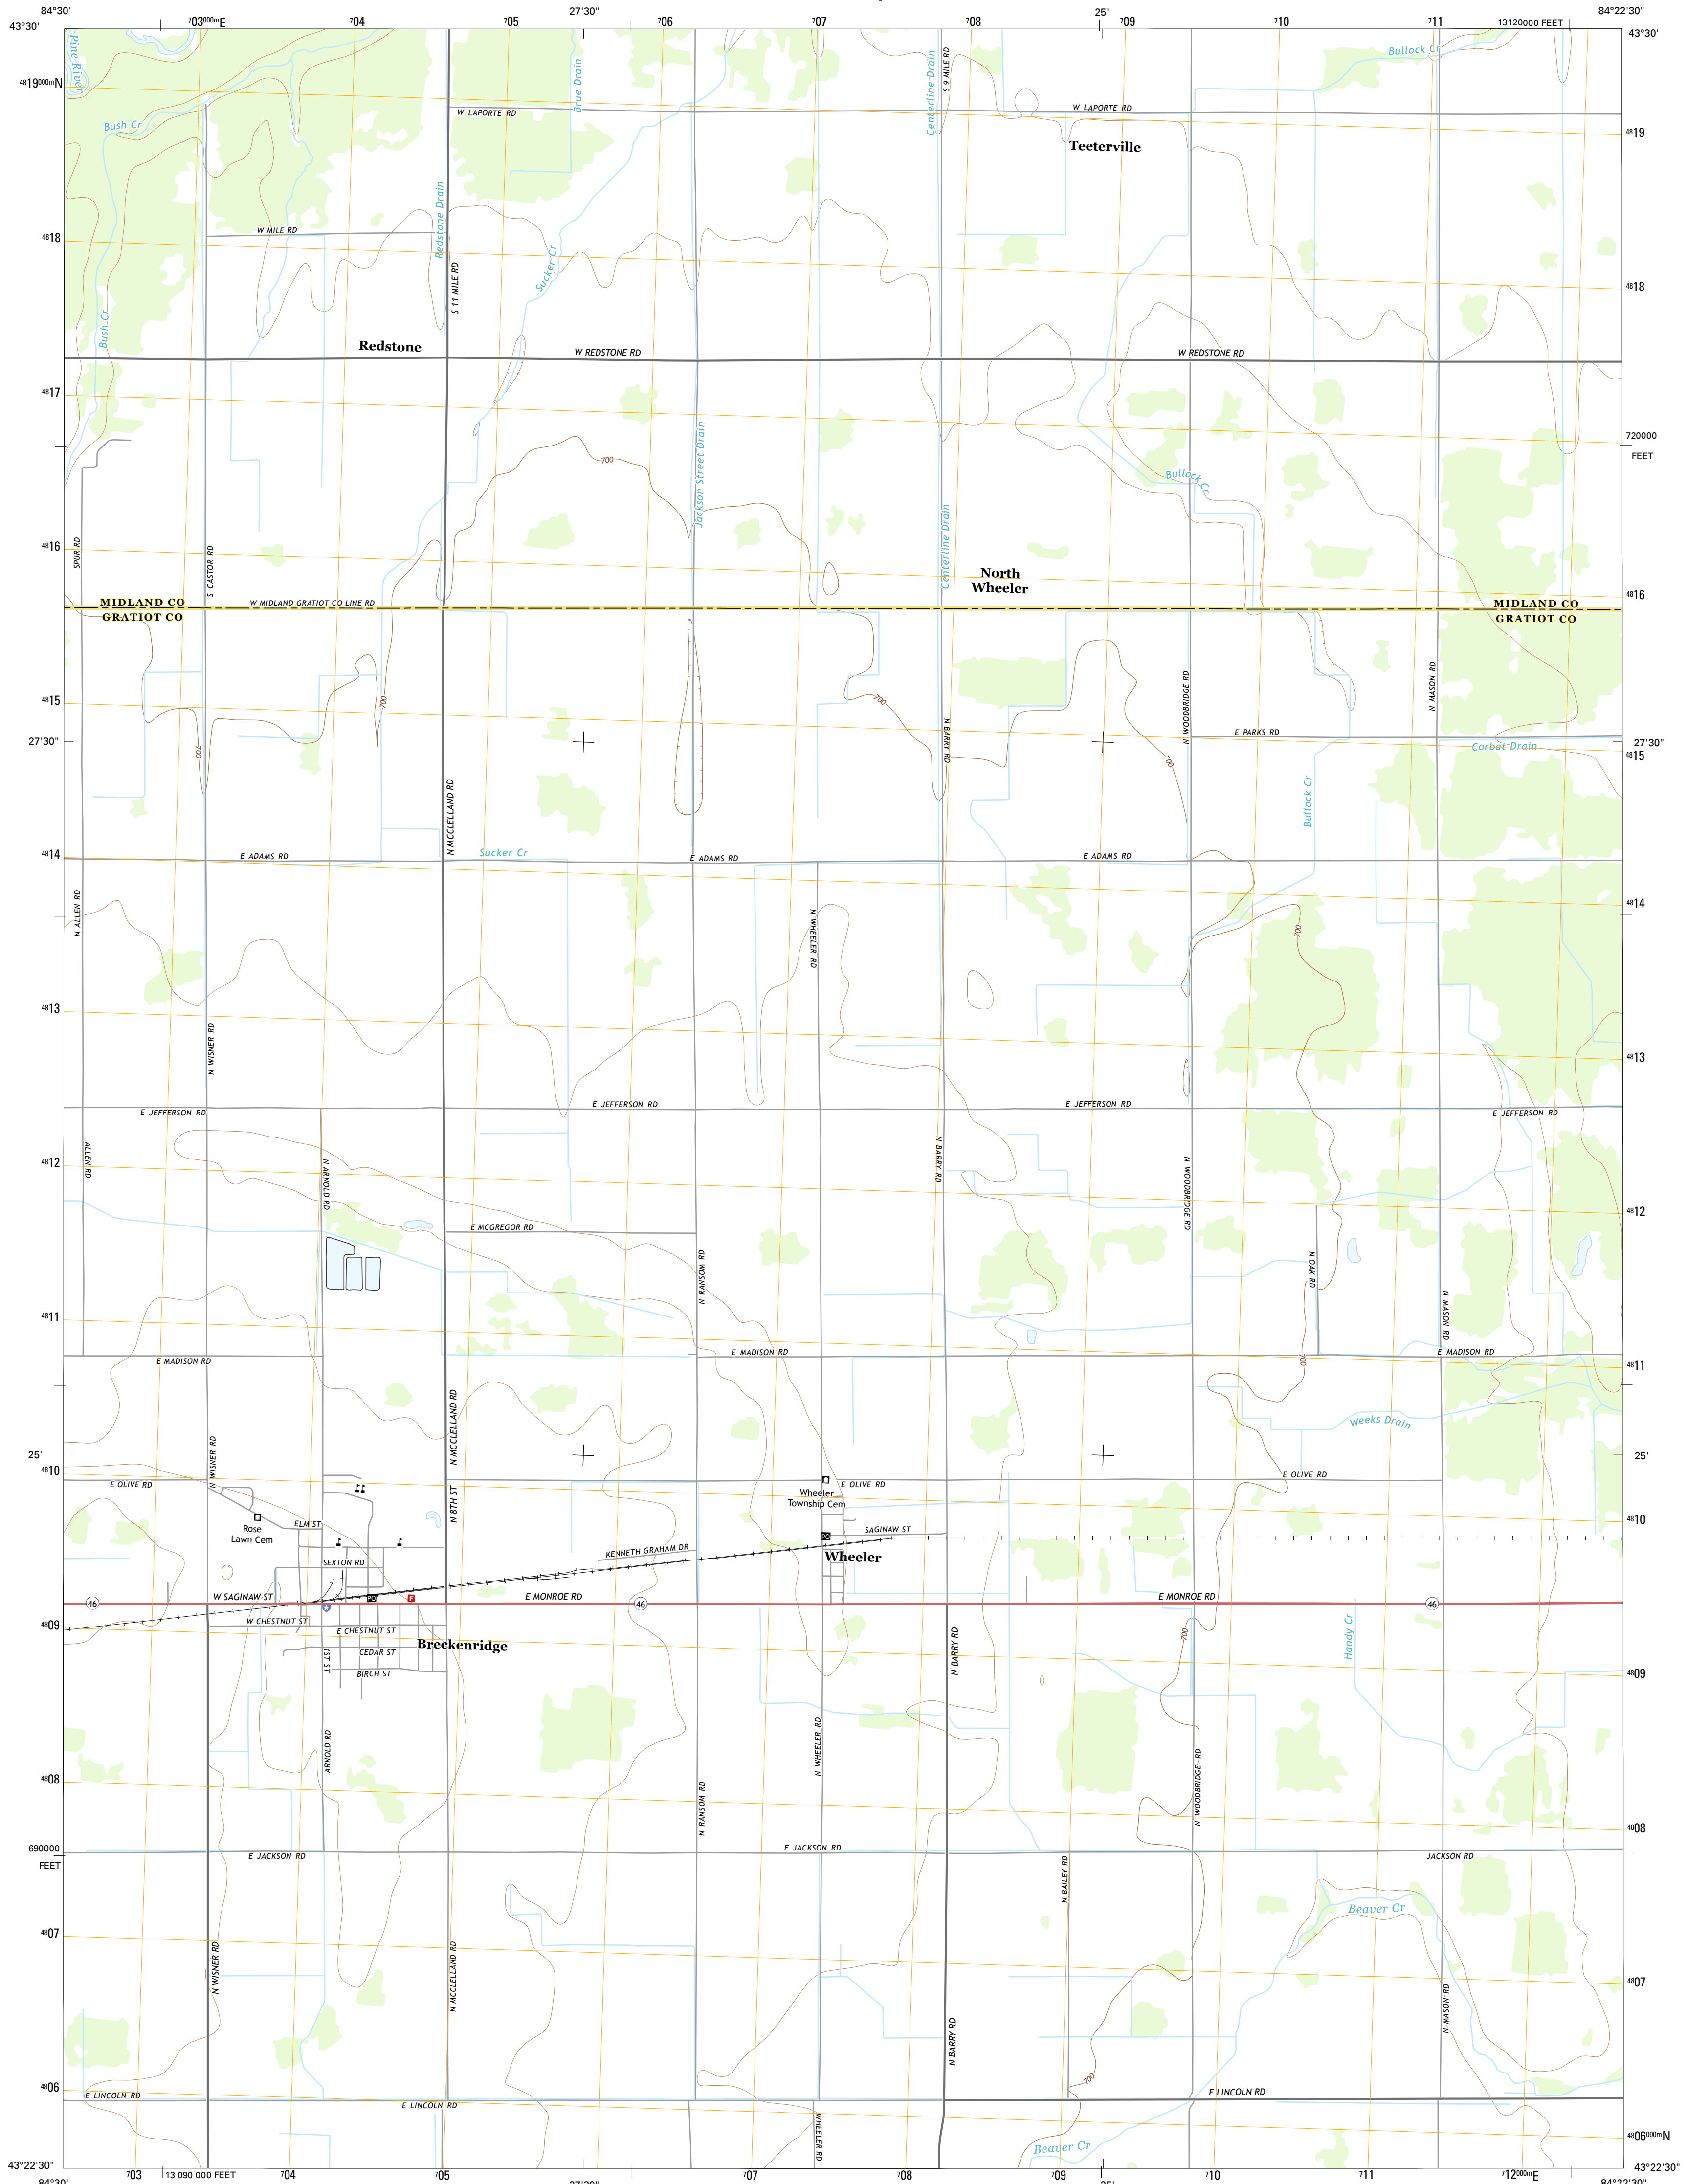 84°30'
703000mE
704
705
27'30"
706
707
708
25'
709
710
711
13120000 FEET
84°22'30"
43°30'
43°30'
Pine River
Bullock Cr
4819000mN
Brue Drain
Centerline Drain
S 9 MILE RD
W LAPORTE RD
W LAPORTE RD
Bush Cr
4819
Teeterville
Redstone Drain
W MILE RD
4818
Sucker Cr
S 11 MILE RD
4818
Bush Cr
Redstone
W REDSTONE RD
W REDSTONE RD
4817
720000
FEET
700
Jackson Street Drain
Bullock Cr
SPUR RD
4816
S CASTOR RD
Centerline Drain
North
Wheeler
4816
MIDLAND CO
GRATIOT CO
W MIDLAND GRATIOT CO LINE RD
MIDLAND CO
GRATIOT CO
4815
700
700
N WOODBRIDGE RD
N MASON RD
27'30"
700
N BARRY RD
700
E PARKS RD
Corbat Drain
27'30"
4815
N MCCLELLAND RD
Bullock Cr
4814
E ADAMS RD
Sucker Cr
E ADAMS RD
E ADAMS RD
N ALLEN RD
4814
N WHEELER RD
700
4813
N WISNER RD
4813
E JEFFERSON RD
E JEFFERSON RD
E JEFFERSON RD
E JEFFERSON RD
4812
ALLEN RD
N ARNOLD RD
N BARRY RD
N WOODBRIDGE RD
4812
E MCGREGOR RD
N RANSOM RD
N OAK RD
4811
N MASON RD
E MADISON RD
E MADISON RD
700
E MADISON RD
4811
N MCCLELLAND RD
Weeks Drain
25'
25'
4810
N WISNER RD
E OLIVE RD
E OLIVE RD
E OLIVE RD
Wheeler
Township Cem
N 8TH ST
Rose
Lawn Cem
ELM ST
PO
SAGINAW ST
4810
SEXTON RD
KENNETH GRAHAM DR
Wheeler
46
W SAGINAW ST
PO
F
E MONROE RD
46
E MONROE RD
46
4809
W CHESTNUT ST
E CHESTNUT ST
Breckenridge
700
Handy Cr
1ST ST
CEDAR ST
BIRCH ST
N BARRY RD
4809
ARNOLD RD
N WHEELER RD
4808
N RANSOM RD
N WOODBRIDGE RD
4808
690000
FEET
E JACKSON RD
E JACKSON RD
JACKSON RD
N BAILEY RD
Beaver Cr
4807
N WISNER RD
N MCCLELLAND RD
4807
N MASON RD
N BARRY RD
4806
700
E LINCOLN RD
E LINCOLN RD
E LINCOLN RD
WHEELER RD
Beaver Cr
4806000mN
43°22'30"
43°22'30"
703
13 090 000 FEET
704
705
707
708
709
710
711
712000mE
84°30'
27'30"
25'
84°22'30"